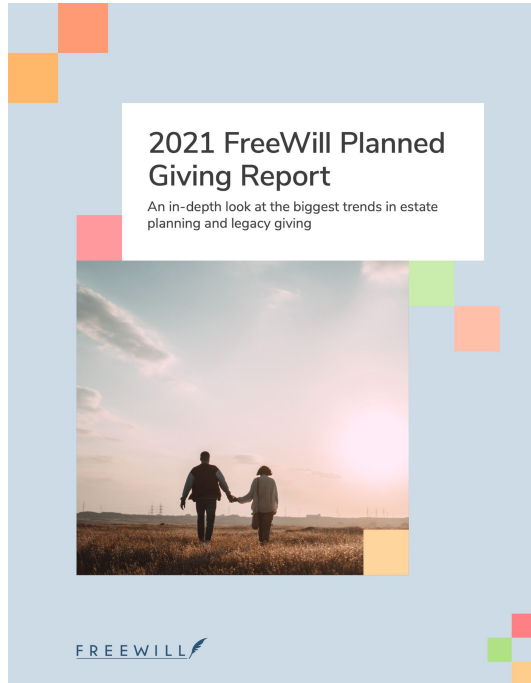 2021 FreeWill Planned
Giving Report
An in-depth look at the biggest trends in estate
planning and legacy giving
FREEWILL